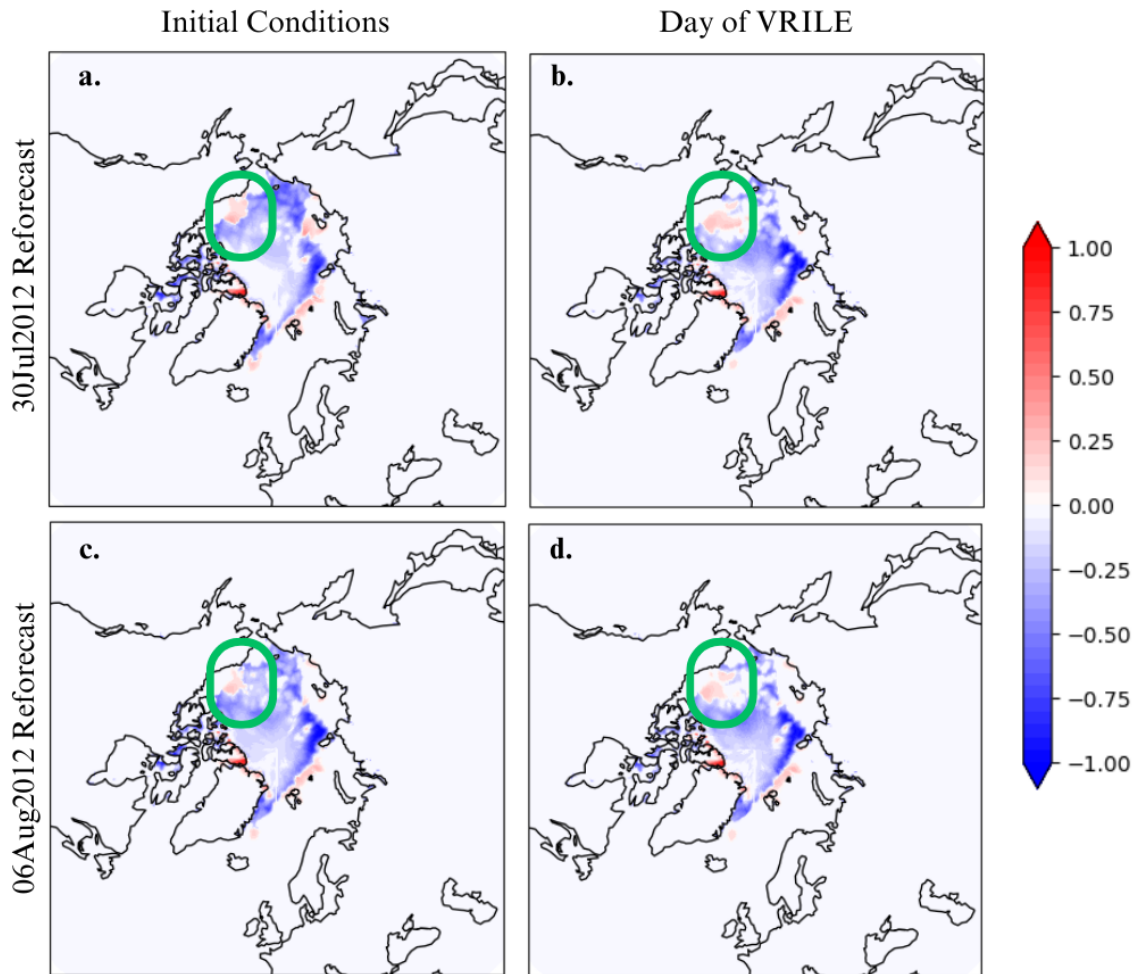 Initial Conditions
Day of VRILE
30Jul2012 Reforecast
a.
b.
06Aug2012 Reforecast
c.
d.
1.00
0.75
0.50
0.25
0.00
−0.25
−0.50
−0.75
−1.00